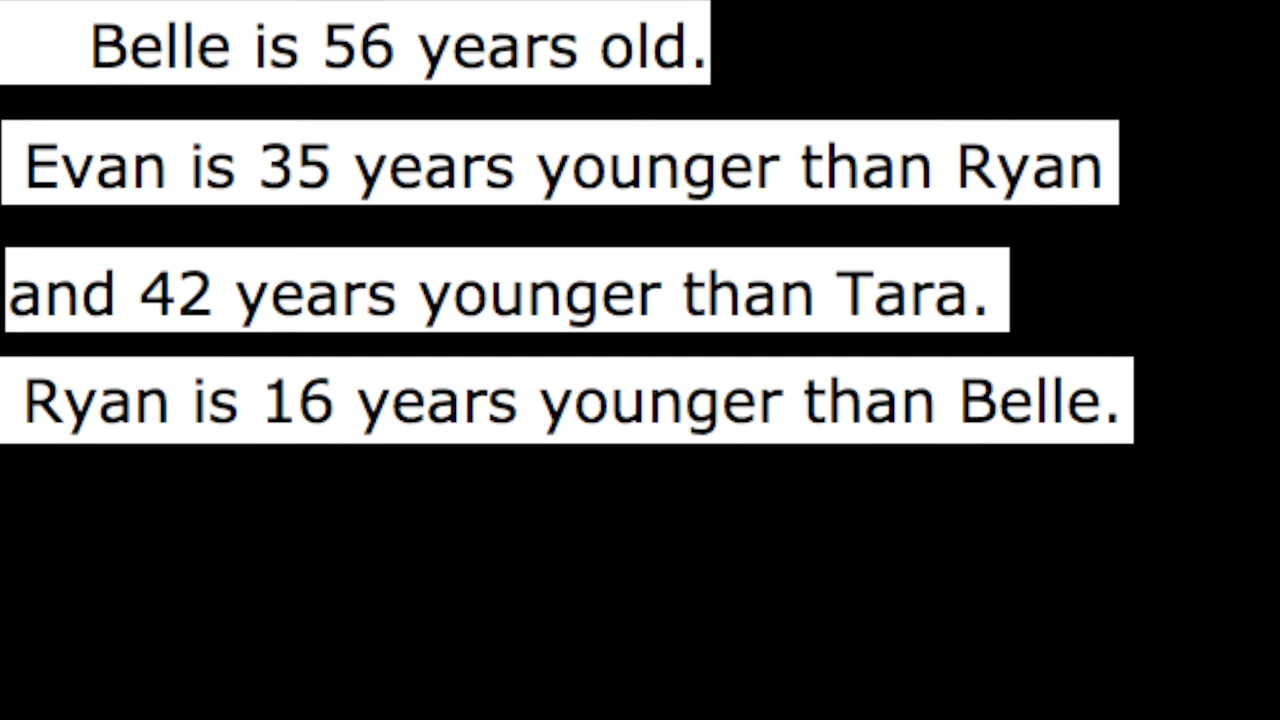 Belle is 56 years old.
Evan is 35 years younger than Ryan
and 42 years younger than Tara.
Ryan is 16 years younger than Belle.